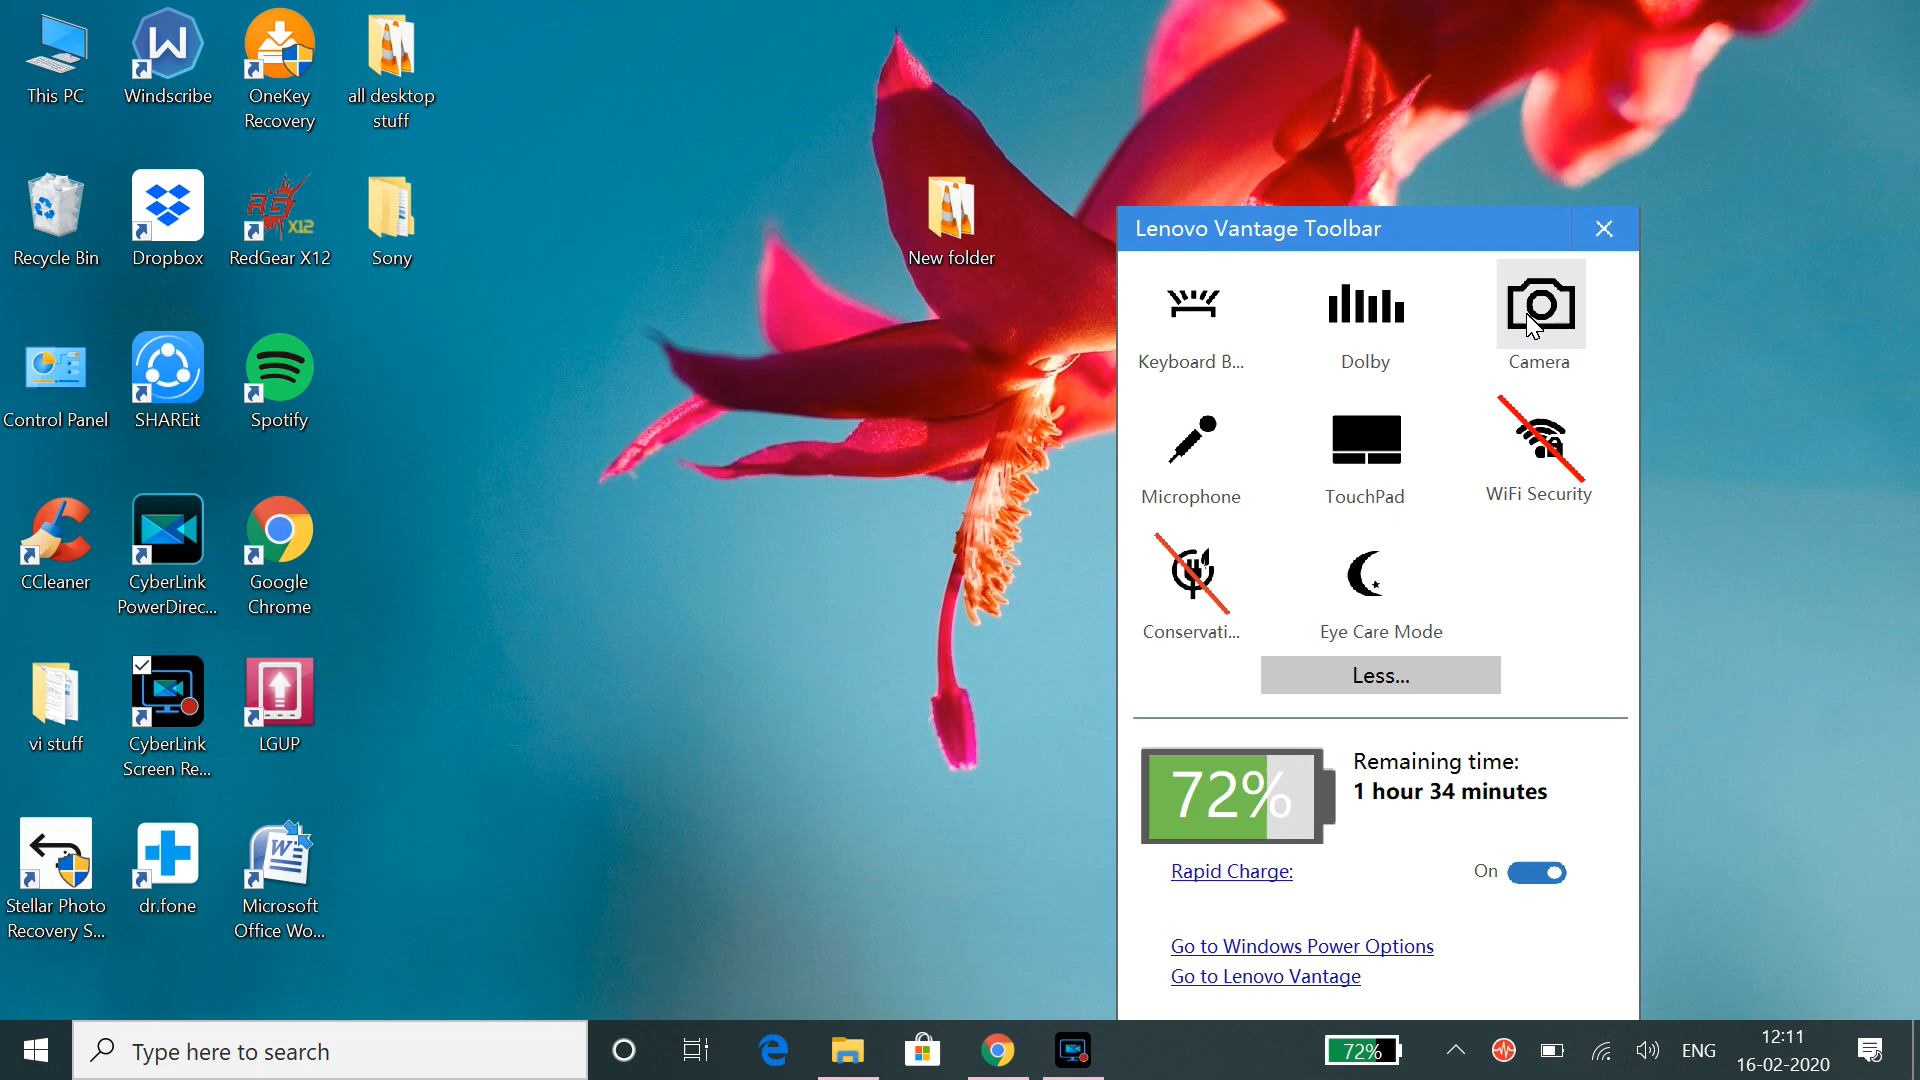 This PC
Windscribe
OneKey
Recovery
all desktop
stuff
Recycle Bin
Dropbox
RG
X12
RedGear X12
Sony
New folder
Control Panel
SHAREit
Spotify
CCleaner
CyberLink
PowerDirec...
Google
Chrome
vi stuff
CyberLink
Screen Re...
LGUP
Stellar Photo
Recovery S...
dr.fone
W
Microsoft
Office Wo...
Lenovo Vantage Toolbar
Keyboard B...
Dolby
Camera
Microphone
TouchPad
WiFi Security
Conservati...
Eye Care Mode
Less...
72%
Remaining time:
1 hour 34 minutes
Rapid Charge:
On
Go to Windows Power Options
Go to Lenovo Vantage
Type here to search
72%
ENG
12:11
16-02-2020